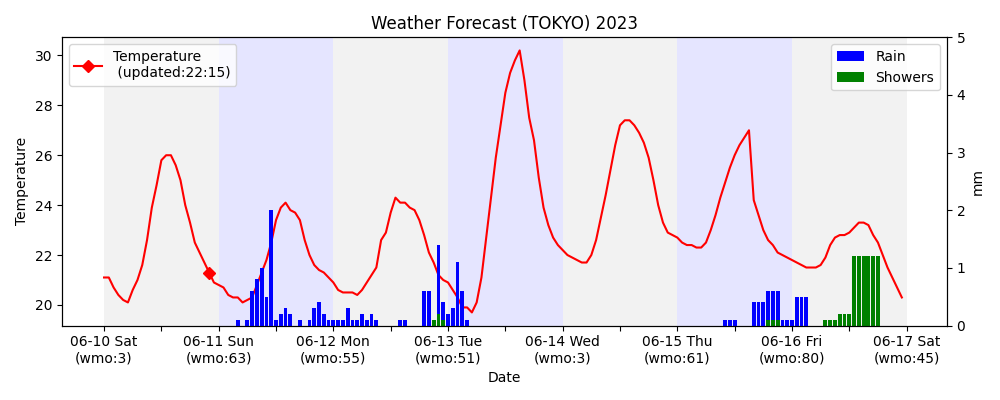 Weather Forecast (TOKYO) 2023
Temperature
(updated:22:15)
Rain
Showers
Temperature
30
28
26
24
22
20
5
4
3
2
1
0
mm
06-10 Sat
(wmo:3)
06-11 Sun
(wmo:63)
06-12 Mon
(wmo:55)
06-13 Tue
(wmo:51)
06-14 Wed
(wmo:3)
06-15 Thu
(wmo:61)
06-16 Fri
(wmo:80)
06-17 Sat
(wmo:45)
Date